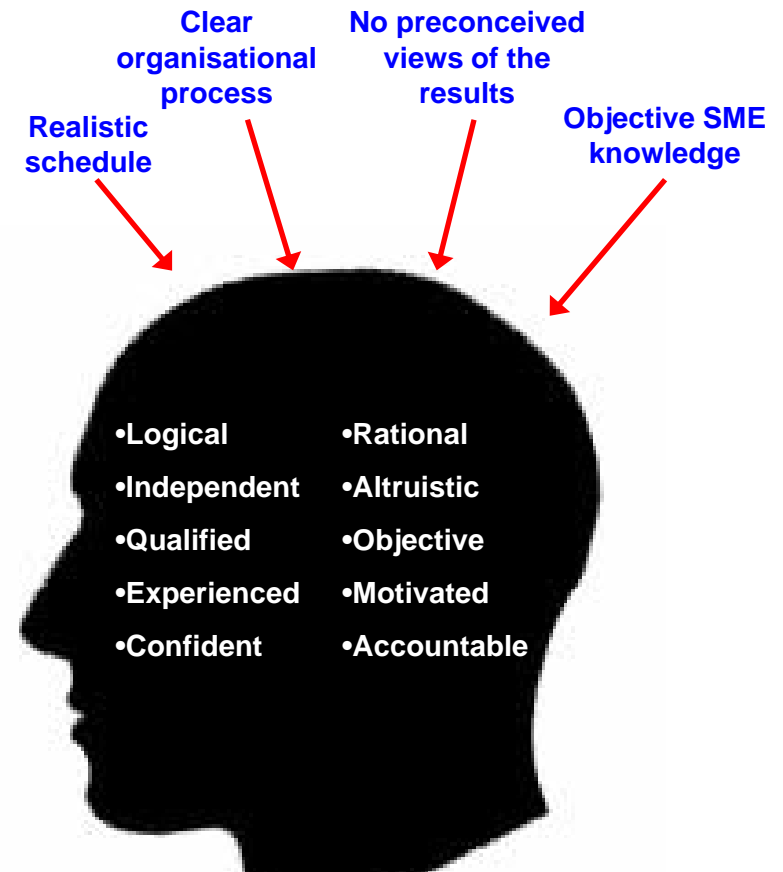 Clear
organisational
process
No preconceived
views of the
results
Realistic
schedule
Objective SME
knowledge
•Logical
•Independent
•Qualified
•Experienced
•Confident
•Rational
•Altruistic
•Objective
•Motivated
•Accountable